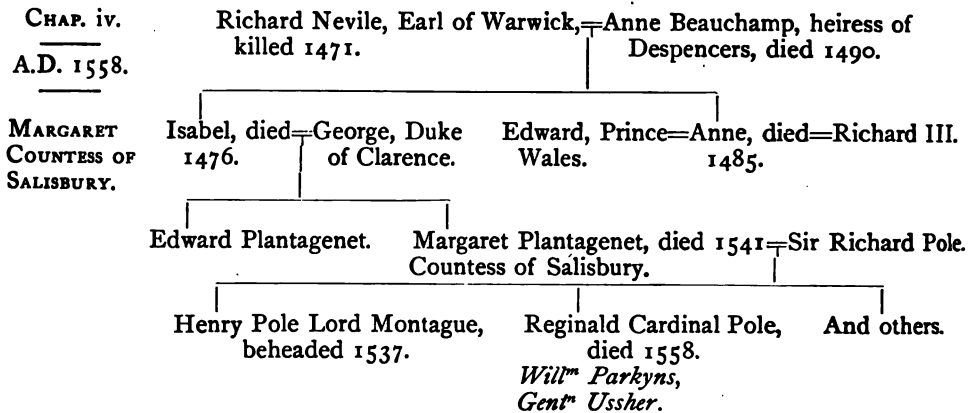 CHAP. iv.
A.D. 1558.
MARGARET
COUNTESS OF
SALISBURY.
Richard Nevile, Earl of Warwick,=Anne Beauchamp, heiress of
killed 1471. Despencers, died 1490.
Isabel, died=George, Duke Edward, Prince=Anne, died=Richard III.
1476. of Clarence. Wales. 1485.
Edward Plantagenet. Margaret Plantagenet, died 1541=Sir Richard Pole.
Countess of Salisbury.
Henry Pole Lord Montague, Reginald Cardinal Pole, And others.
beheaded 1537. died 1558.
Willᵐ Parkyns,
Gentⁿ Ussher.